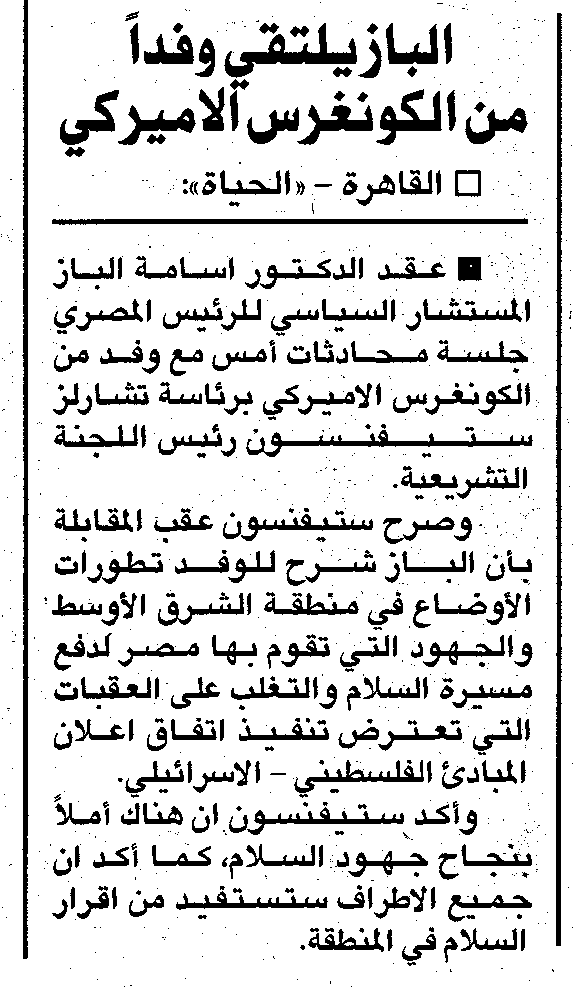 الباز يلتقي وفداً
من الكونغرس الاميركي
□ القاهرة – «الحياة»:
■ عقد الدكتور اسامة الباز
المستشار السياسي للرئيس المصري
جلسة محادثات أمس مع وفد من
الكونغرس الاميركي برئاسة تشارلز
ستيفنسون رئيس اللجنة
التشريعية.
وصرح ستيفنسون عقب المقابلة
بأن الباز شرح للوفد تطورات
الأوضاع في منطقة الشرق الأوسط
والجهود التي تقوم بها مصر لدفع
مسيرة السلام والتغلب على العقبات
التي تعترض تنفيذ اتفاق اعلان
المبادئ الفلسطيني – الاسرائيلي.
وأكد ستيفنسون ان هناك أملاً
بنجاح جهود السلام، كما أكد ان
جميع الاطراف ستستفيد من اقرار
السلام في المنطقة.